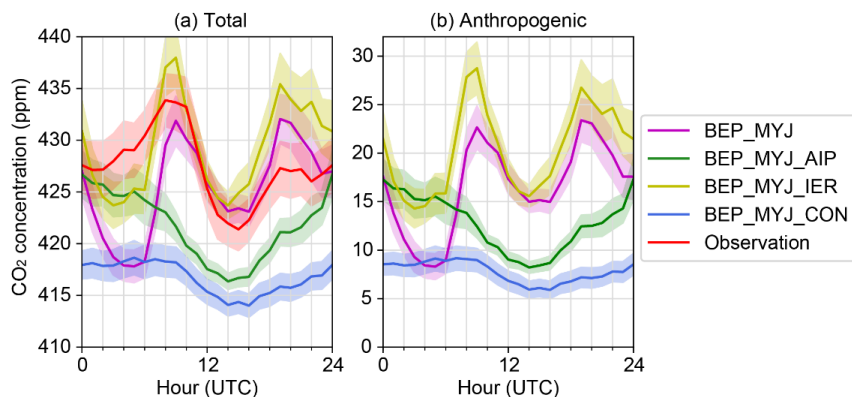 (a) Total
(b) Anthropogenic
CO₂ concentration (ppm)
440
435
430
425
420
415
410
0
12
24
Hour (UTC)
30
25
20
15
10
5
0
0
12
24
Hour (UTC)
BEP_MYJ
BEP_MYJ_AIP
BEP_MYJ_IER
BEP_MYJ_CON
Observation